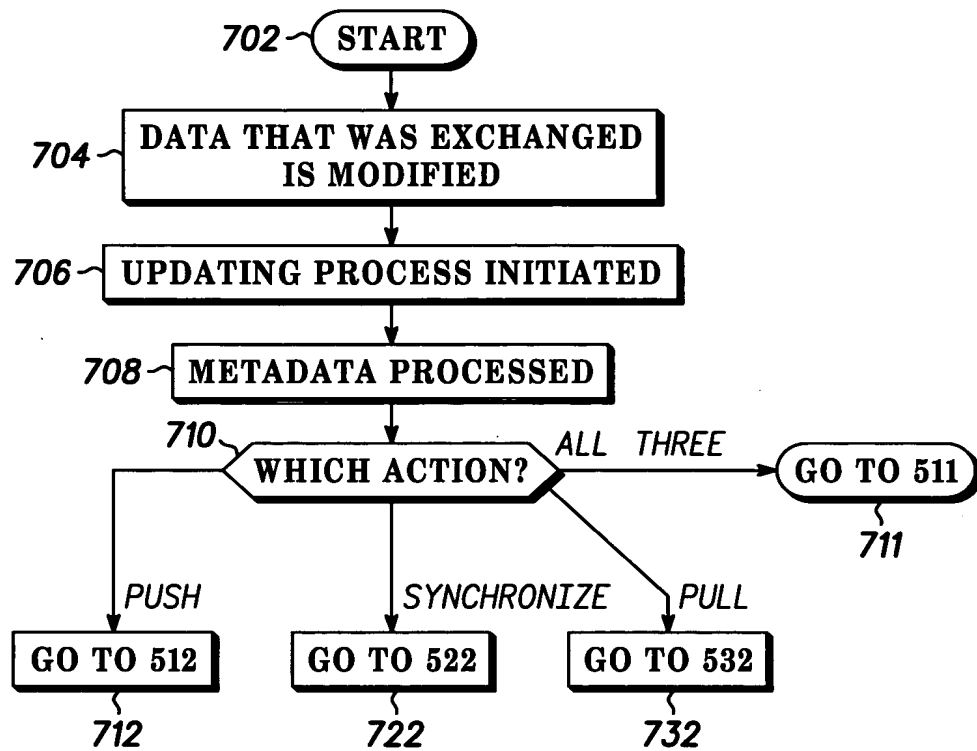 702
START
704
DATA THAT WAS EXCHANGED
IS MODIFIED
706
UPDATING PROCESS INITIATED
708
METADATA PROCESSED
710
WHICH ACTION?
ALL THREE
GO TO 511
711
PUSH
SYNCHRONIZE
PULL
GO TO 512
GO TO 522
GO TO 532
712
722
732